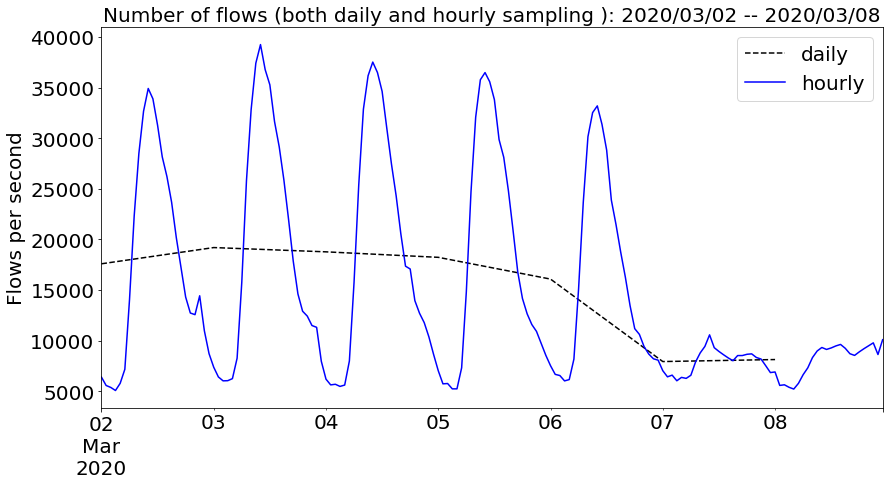 Number of flows (both daily and hourly sampling ): 2020/03/02 -- 2020/03/08
daily
hourly
Flows per second
40000
35000
30000
25000
20000
15000
10000
5000
02 03 04 05 06 07 08
Mar
2020